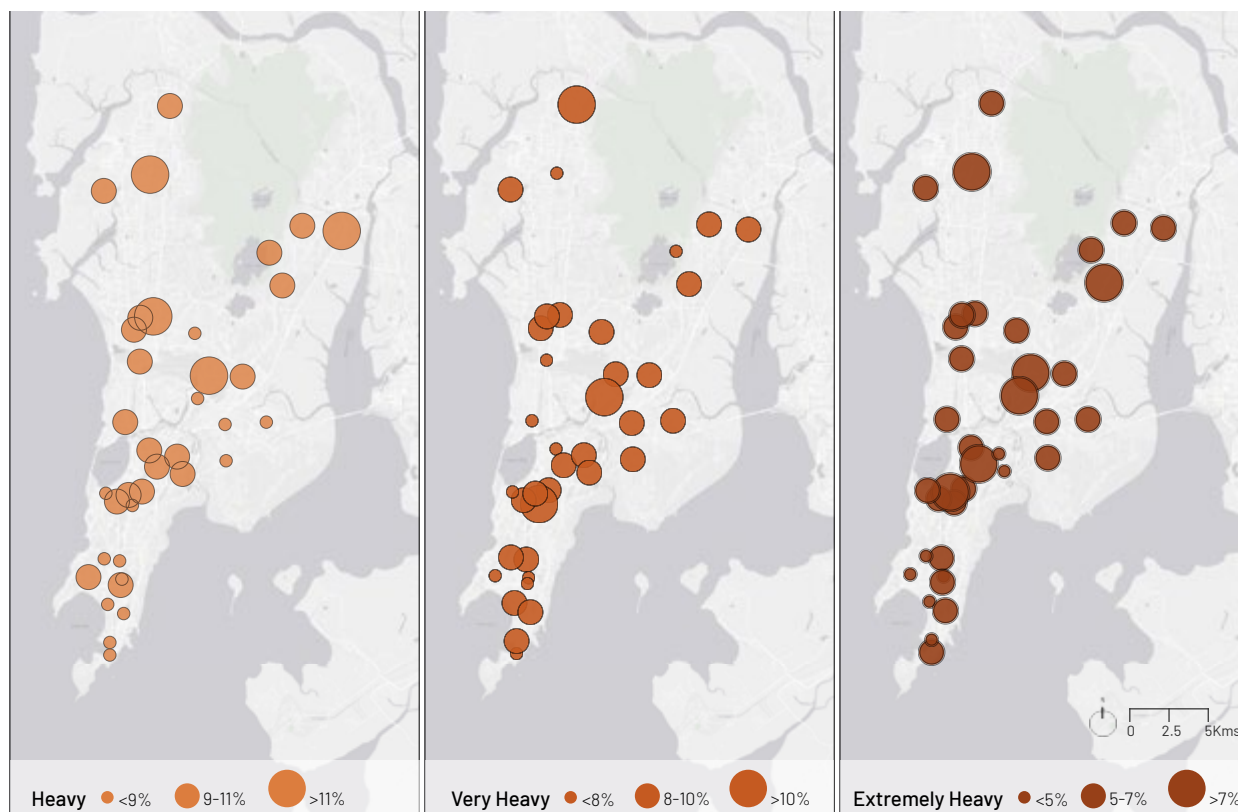 0 2.5 5Kms
Heavy <9% 9-11% >11%
Very Heavy <8% 8-10% >10%
Extremely Heavy <5% 5-7% >7%